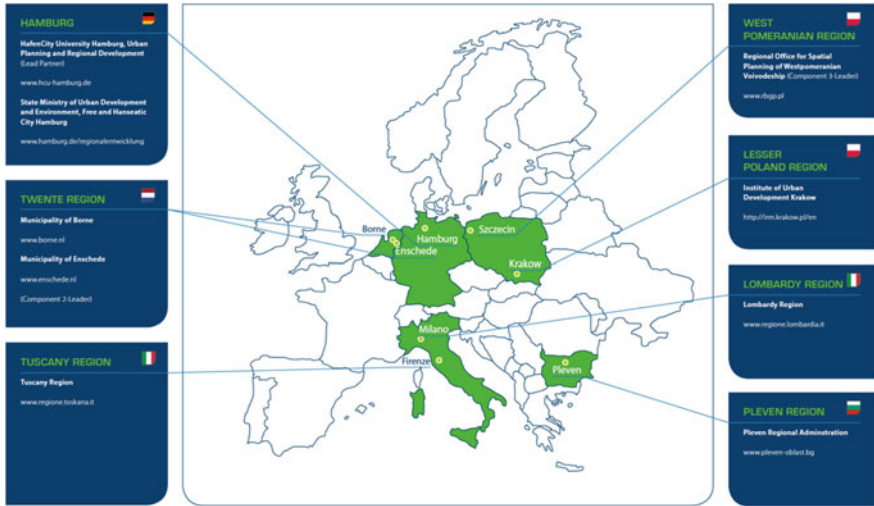 HAMBURG
HafenCity University Hamburg, Urban
Planning and Regional Development
(Lead Partner)
www.hcu-hamburg.de
State Ministry of Urban Development
and Environment, Free and Hanseatic
City Hamburg
www.hamburg.de/regionalentwicklung
TWENTE REGION
Municipality of Borne
www.borne.nl
Municipality of Enschede
www.enschede.nl
(Component 2-Leader)
TUSCANY REGION
Tuscany Region
www.regione.toskana.it
Borne
Hamburg
Enschede
Szczecin
Krakow
Milano
Firenze
Pleven
WEST
POMERANIAN REGION
Regional Office for Spatial
Planning of Westpomeranian
Voivodeship (Component 3-Leader)
www.rbgp.pl
LESSER
POLAND REGION
Institute of Urban
Development Krakow
http://irm.krakow.pl/en
LOMBARDY REGION
Lombardy Region
www.regione.lombardia.it
PLEVEN REGION
Pleven Regional Adminstration
www.pleven-oblast.bg